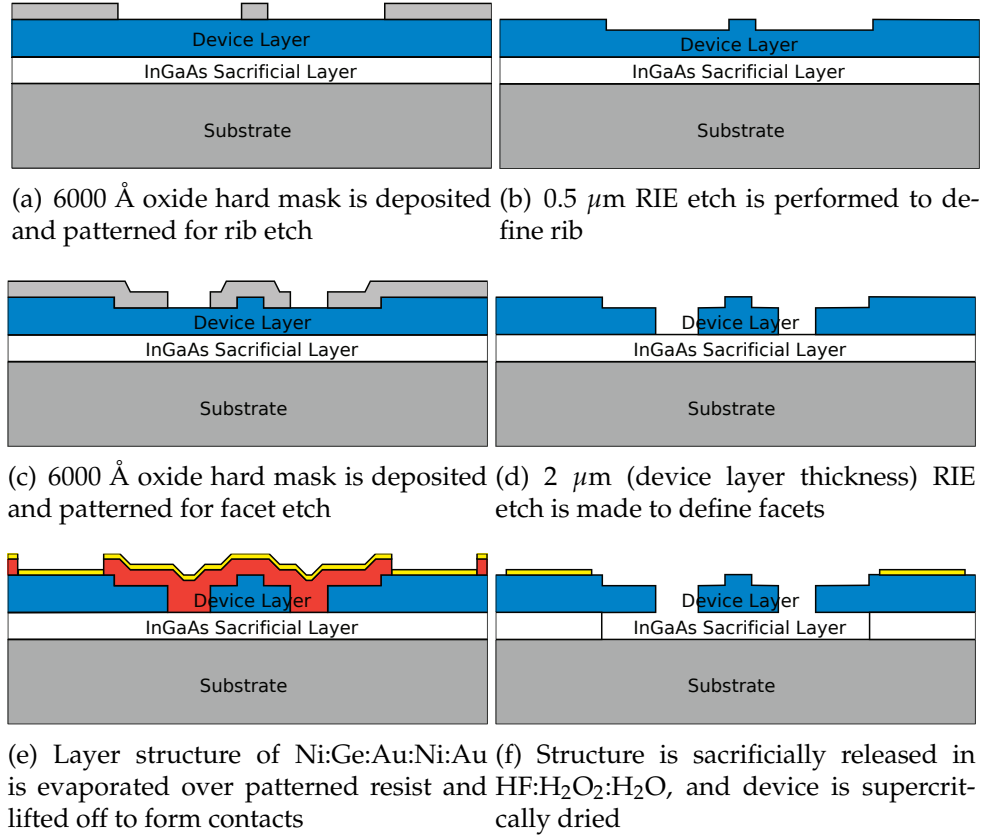 Device Layer
InGaAs Sacrificial Layer
Substrate
(a) 6000 Å oxide hard mask is deposited
and patterned for rib etch
Device Layer
InGaAs Sacrificial Layer
Substrate
(b) 0.5 µm RIE etch is performed to de-
fine rib
Device Layer
InGaAs Sacrificial Layer
Substrate
(c) 6000 Å oxide hard mask is deposited
and patterned for facet etch
Device Layer
InGaAs Sacrificial Layer
Substrate
(d) 2 µm (device layer thickness) RIE
etch is made to define facets
Device Layer
InGaAs Sacrificial Layer
Substrate
(e) Layer structure of Ni:Ge:Au:Ni:Au
is evaporated over patterned resist and
lifted off to form contacts
Device Layer
InGaAs Sacrificial Layer
Substrate
(f) Structure is sacrificially released in
HF:H₂O₂:H₂O, and device is supercrit-
ically dried